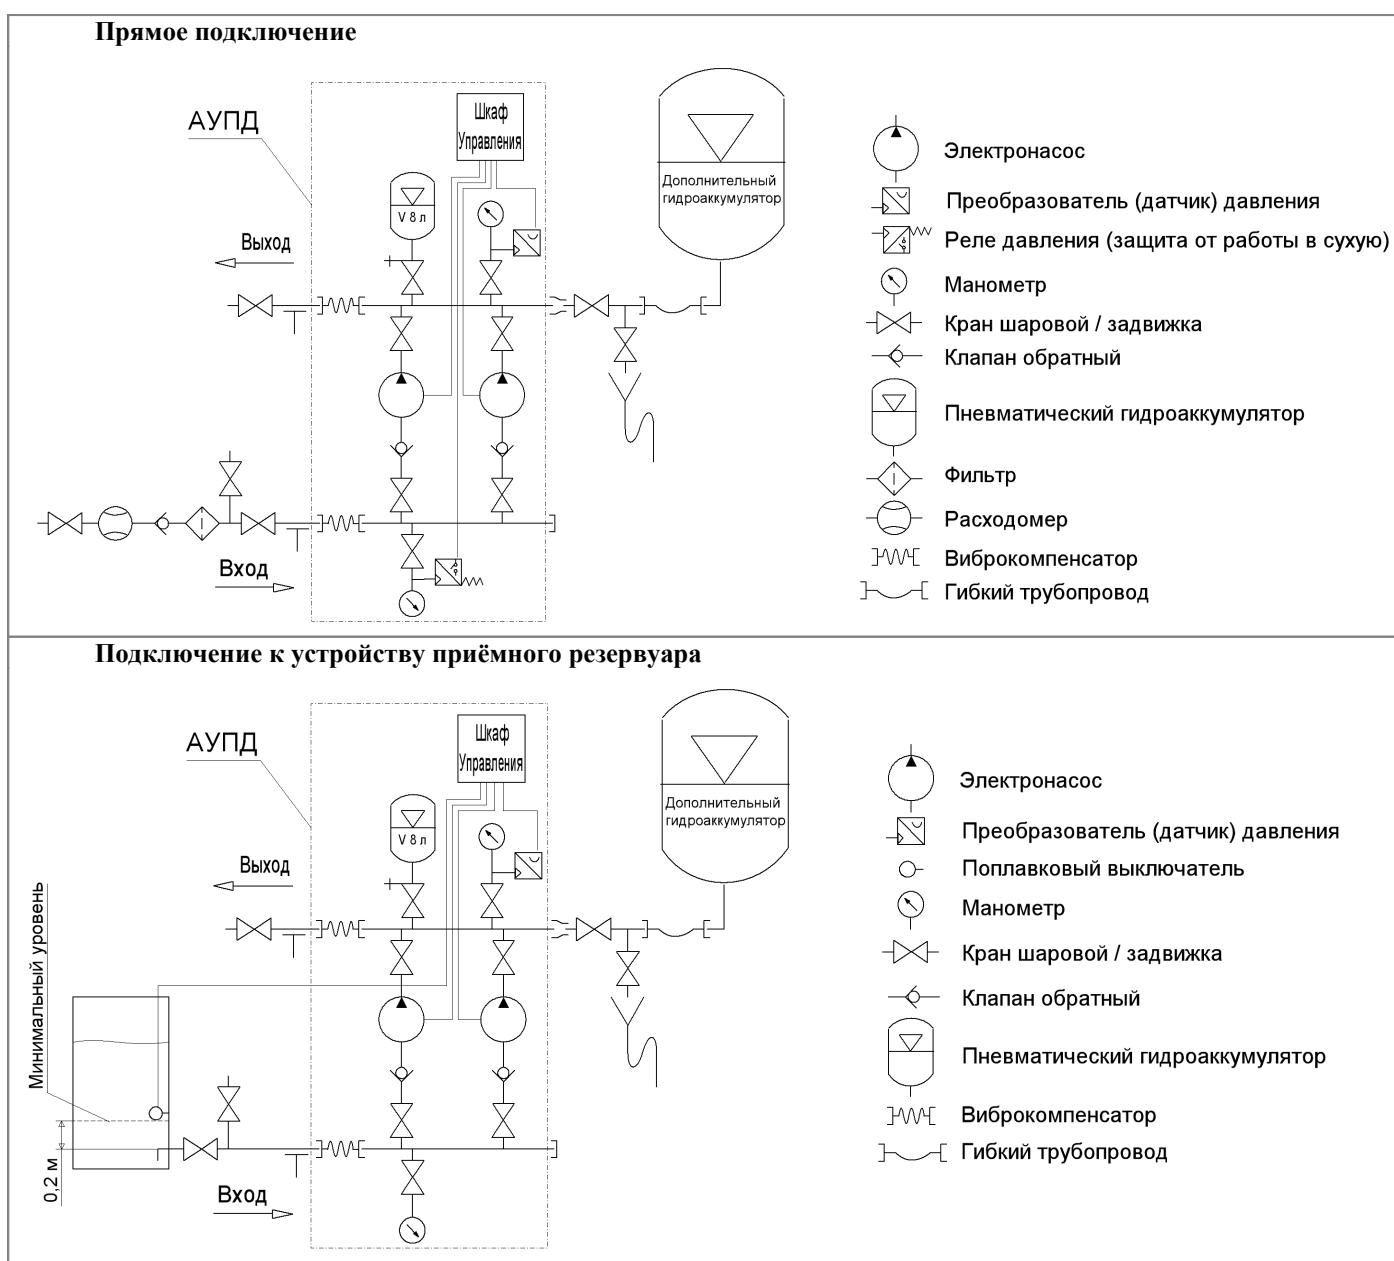 Прямое подключение
АУПД
Шкаф
Управления
V 8 л
Дополнительный
гидроаккумулятор
Выход
Вход
Электронасос
Преобразователь (датчик) давления
Реле давления (защита от работы в сухую)
Манометр
Кран шаровой / задвижка
Клапан обратный
Пневматический гидроаккумулятор
Фильтр
Расходомер
Виброкомпенсатор
Гибкий трубопровод
Подключение к устройству приёмного резервуара
АУПД
Шкаф
Управления
V 8 л
Дополнительный
гидроаккумулятор
Выход
Минимальный уровень
0,2 м
Вход
Электронасос
Преобразователь (датчик) давления
Поплавковый выключатель
Манометр
Кран шаровой / задвижка
Клапан обратный
Пневматический гидроаккумулятор
Виброкомпенсатор
Гибкий трубопровод